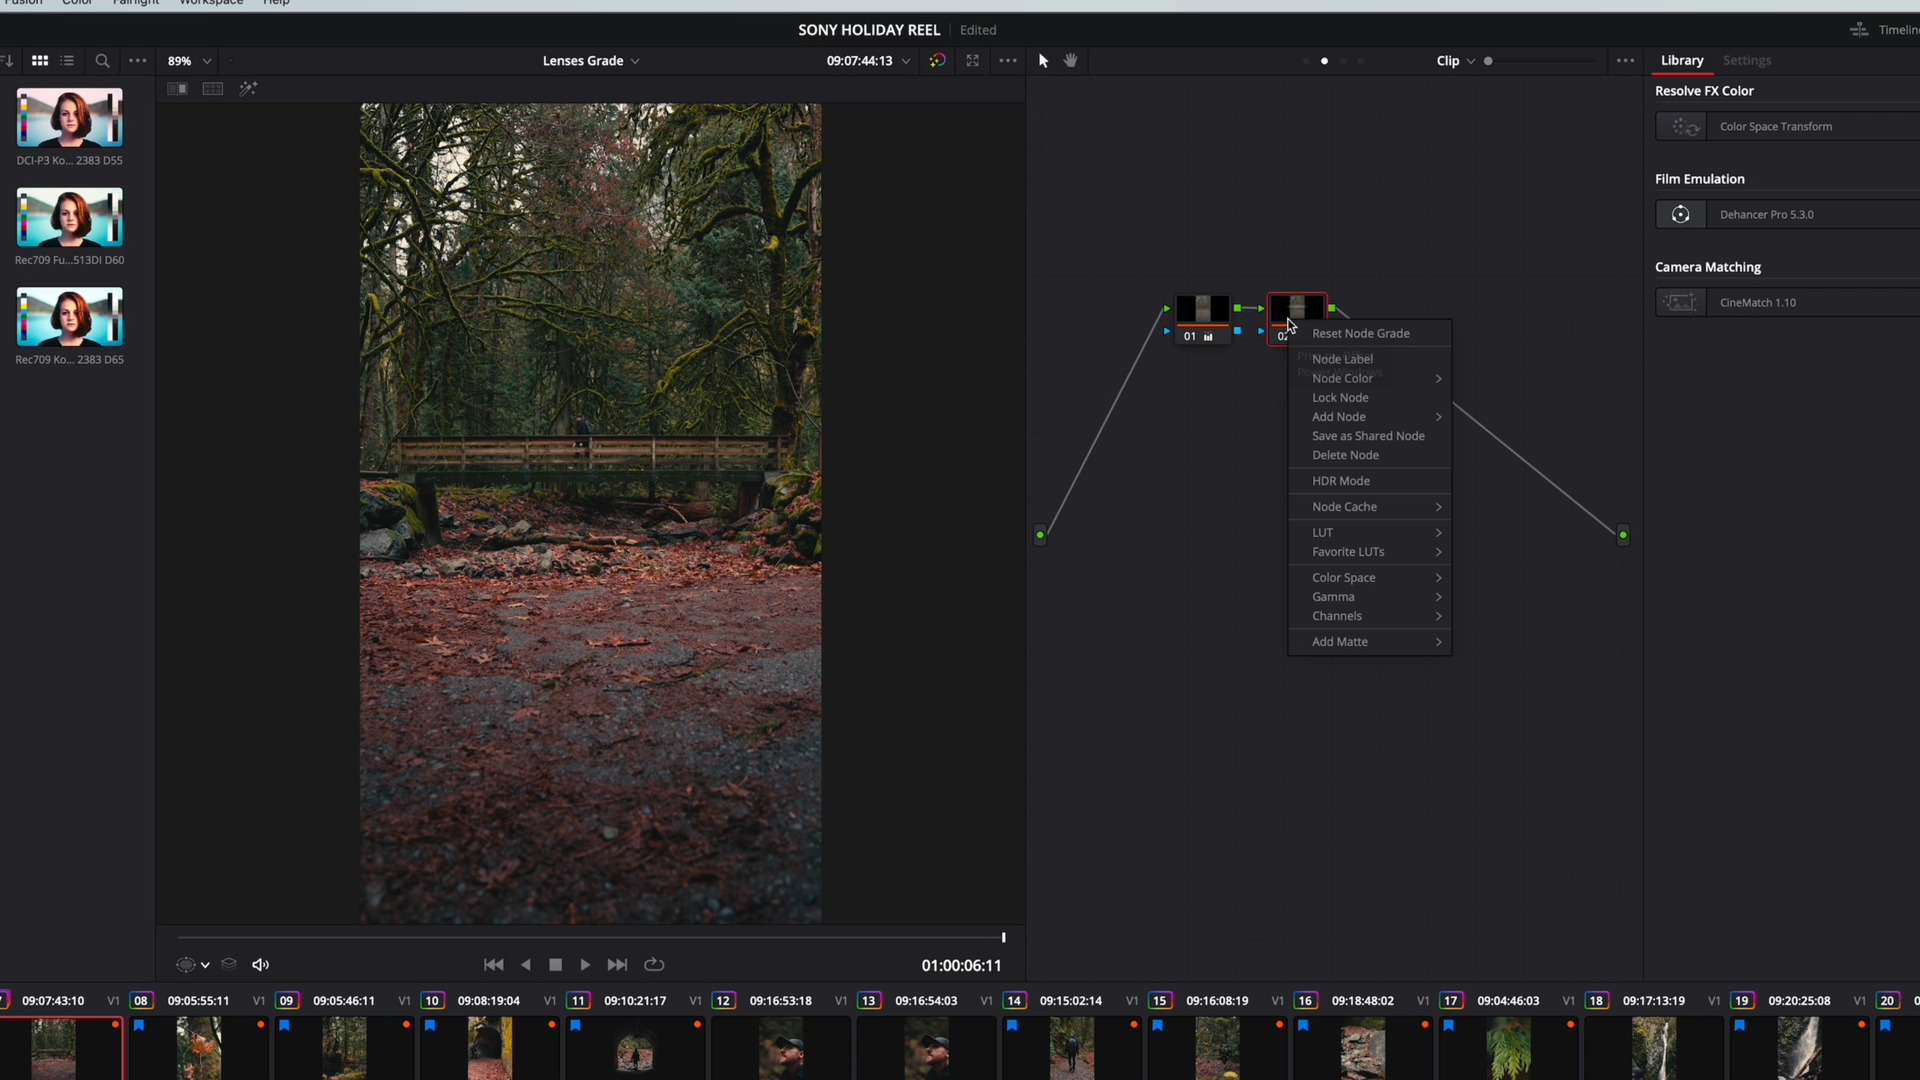 Fusion Color Fairlight Workspace Help
SONY HOLIDAY REEL Edited
Timeline
89%
Lenses Grade
09:07:44:13
Clip
Library Settings
Resolve FX Color
Color Space Transform
Film Emulation
Dehancer Pro 5.3.0
Camera Matching
CineMatch 1.10
DCI-P3 Ko... 2383 D55
Rec709 Fu...513DI D60
Rec709 Ko... 2383 D65
01
02
Reset Node Grade
Node Label
Node Color
Lock Node
Add Node
Save as Shared Node
Delete Node
HDR Mode
Node Cache
LUT
Favorite LUTs
Color Space
Gamma
Channels
Add Matte
01:00:06:11
09:07:43:10 V1
08 09:05:55:11 V1
09 09:05:46:11 V1
10 09:08:19:04 V1
11 09:10:21:17 V1
12 09:16:53:18 V1
13 09:16:54:03 V1
14 09:15:02:14 V1
15 09:16:08:19 V1
16 09:18:48:02 V1
17 09:04:46:03 V1
18 09:17:13:19 V1
19 09:20:25:08 V1
20